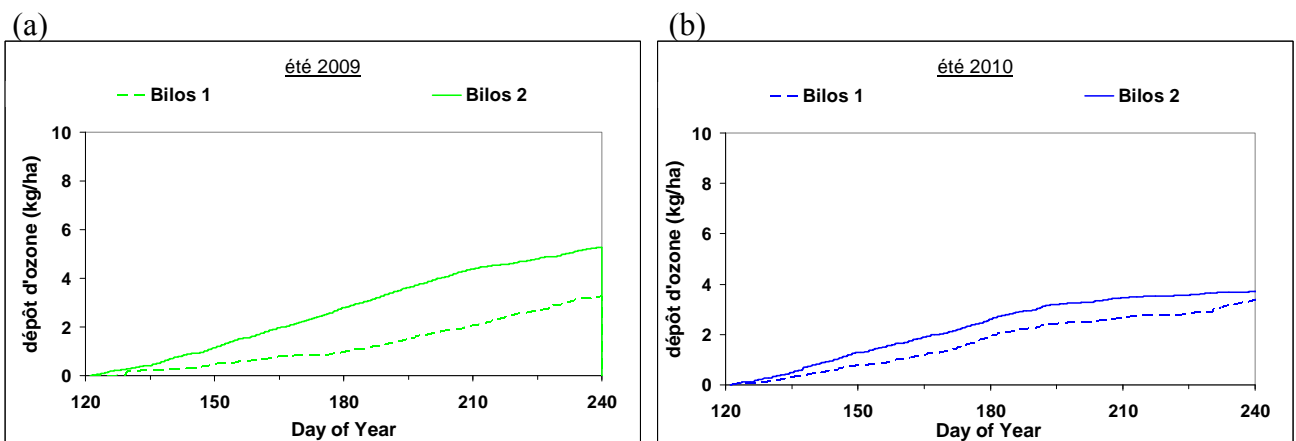 (a)
été 2009
Bilos 1 Bilos 2
dépôt d'ozone (kg/ha)
10
8
6
4
2
0
120 150 180 210 240
Day of Year
(b)
été 2010
Bilos 1 Bilos 2
dépôt d'ozone (kg/ha)
10
8
6
4
2
0
120 150 180 210 240
Day of Year